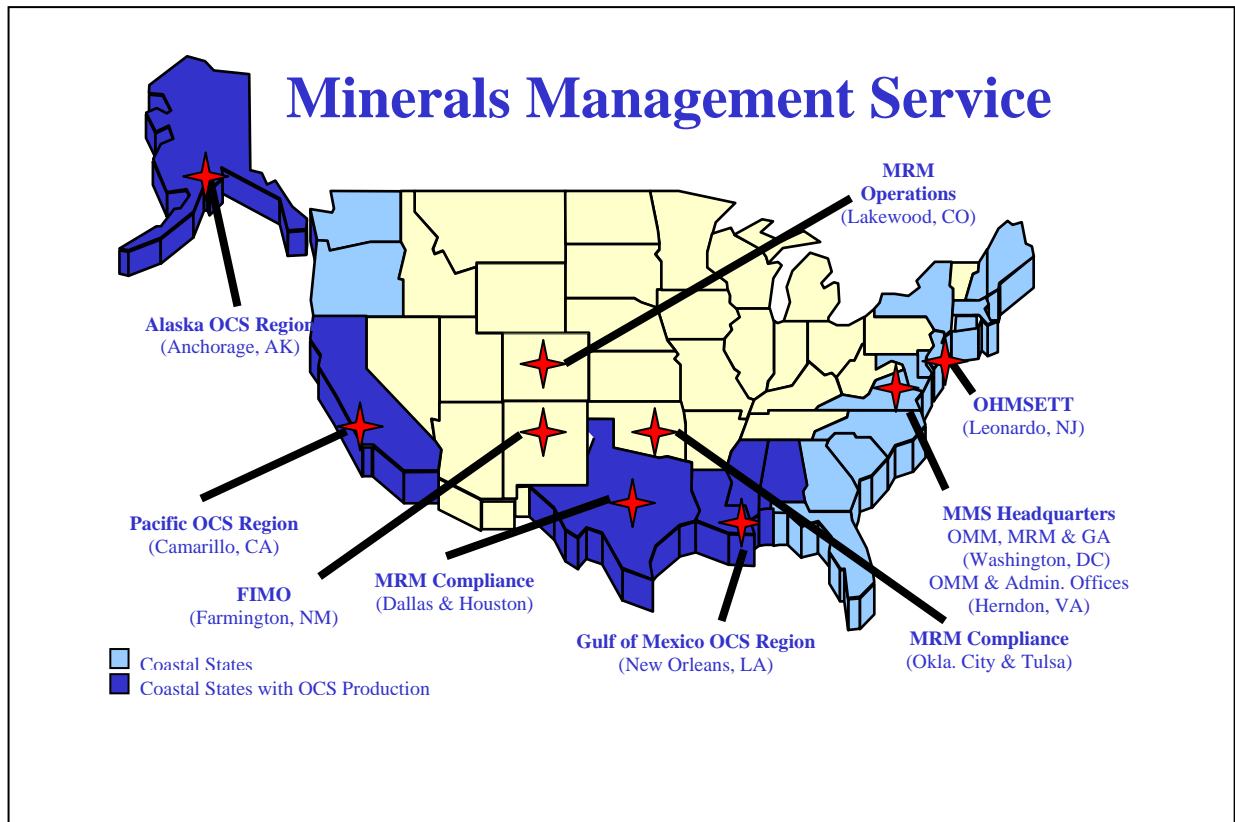 Minerals Management Service
MRM
Operations
(Lakewood, CO)
Alaska OCS Region
(Anchorage, AK)
OHMSETT
(Leonardo, NJ)
Pacific OCS Region
(Camarillo, CA)
MMS Headquarters
OMM, MRM & GA
(Washington, DC)
OMM & Admin. Offices
(Herndon, VA)
FIMO
(Farmington, NM)
MRM Compliance
(Dallas & Houston)
Gulf of Mexico OCS Region
(New Orleans, LA)
MRM Compliance
(Okla. City & Tulsa)
Coastal States
Coastal States with OCS Production